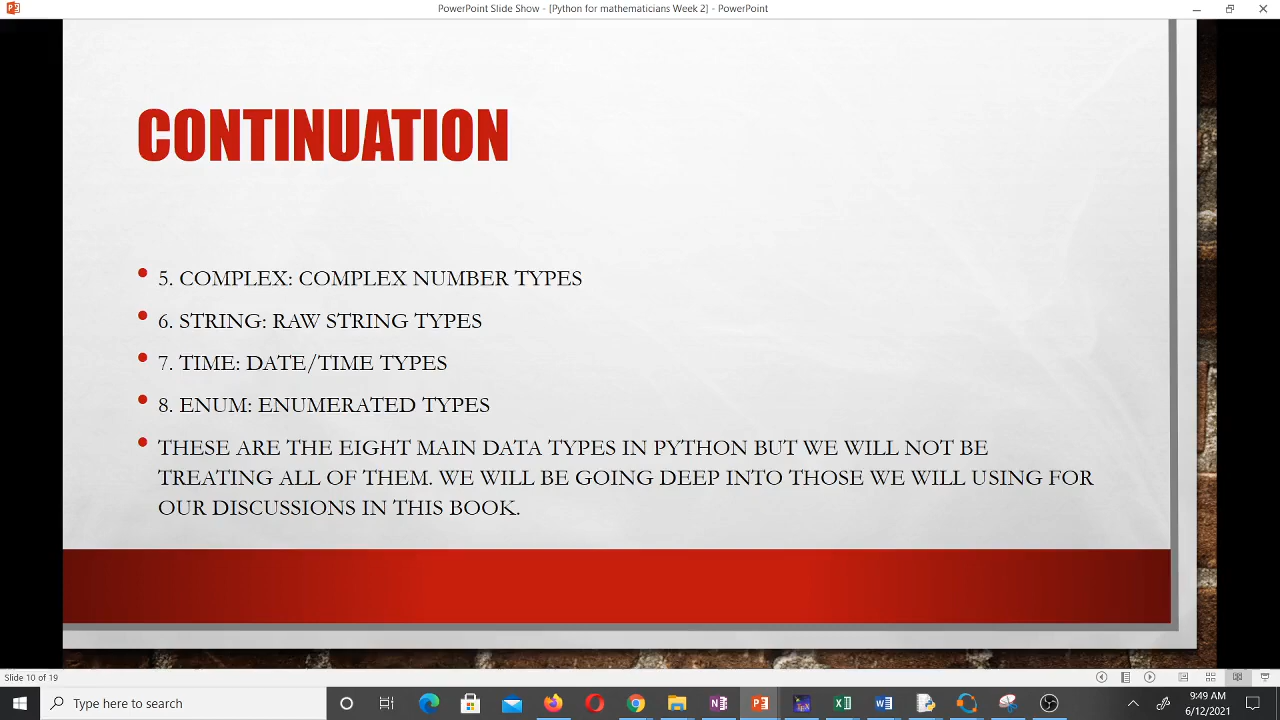 PowerPoint Slide Show - [Python for mathematicians Week 2] - PowerPoint
CONTINUATION
5. COMPLEX: COMPLEX NUMBER TYPES
6. STRING: RAW STRING TYPES
7. TIME: DATE/TIME TYPES
8. ENUM: ENUMERATED TYPES
THESE ARE THE EIGHT MAIN DATA TYPES IN PYTHON BUT WE WILL NOT BE
TREATING ALL OF THEM. WE WILL BE GOING DEEP INTO THOSE WE WILL USING FOR
OUR DISCUSSIONS IN THIS BOOK.
Slide 10 of 19
Type here to search
9:49 AM
6/12/2021